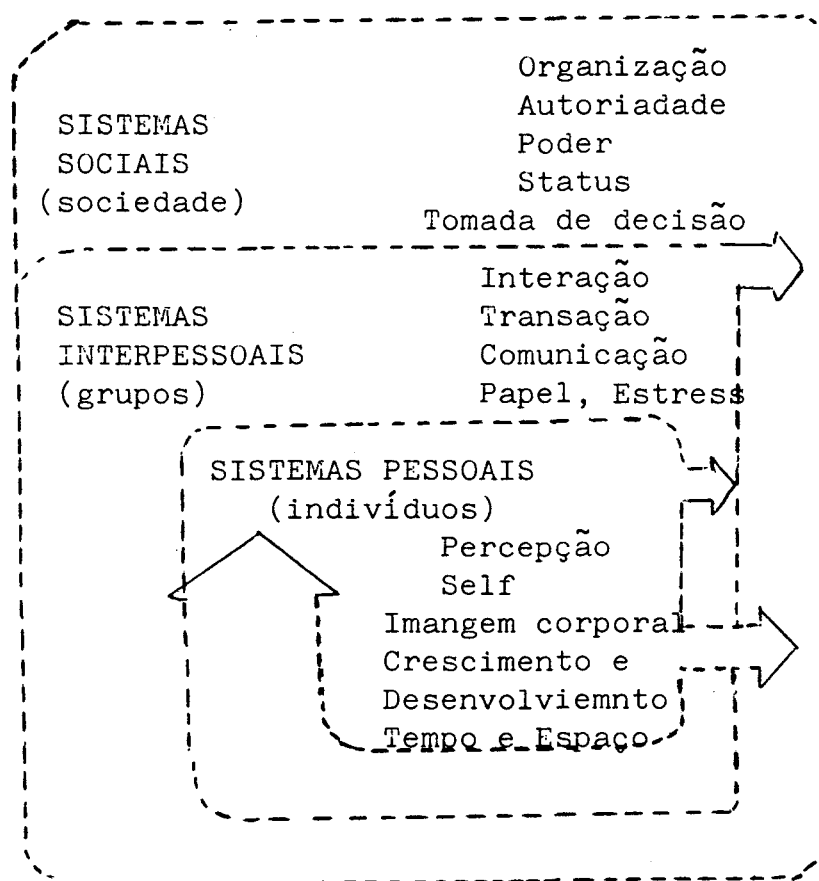 SISTEMAS
SOCIAIS
(sociedade)
Organização
Autoriadade
Poder
Status
Tomada de decisão
SISTEMAS
INTERPESSOAIS
(grupos)
Interação
Transação
Comunicação
Papel, Estress
SISTEMAS PESSOAIS
(indivíduos)
Percepção
Self
Imangem corporal
Crescimento e
Desenvolviemnto
Tempo e Espaço